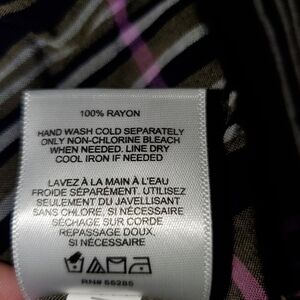 100% RAYON
HAND WASH COLD SEPARATELY
ONLY NON-CHLORINE BLEACH
WHEN NEEDED. LINE DRY
COOL IRON IF NEEDED
LAVEZ À LA MAIN À L'EAU
FROIDE SÉPARÉMENT. UTILISEZ
SEULEMENT DU JAVELLISANT
SANS CHLORE, SI NÉCESSAIRE
SÉCHAGE SUR CORDE
REPASSAGE DOUX,
SI NÉCESSAIRE
RN# 55285